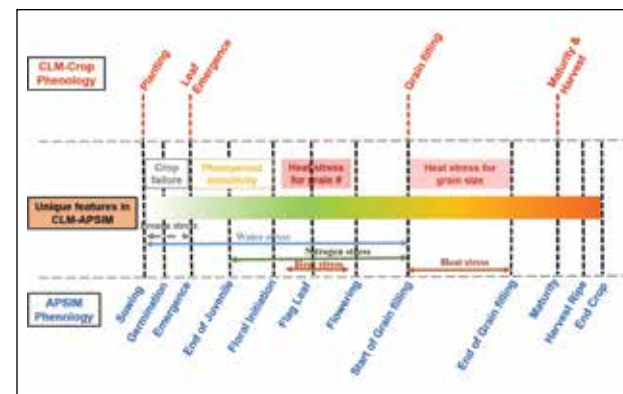 CLM-Crop
Phenology
Planting
Leaf
Emergence
Grain filling
Maturity &
Harvest
Crop
failure
Photoperiod
sensitivity
Heat stress
for grain #
Heat stress for
grain size
Unique features in
CLM-APSIM
stress
Water stress
Nitrogen stress
Heat stress
Heat stress
APSIM
Phenology
Sowing
Germination
Emergence
End of Juvenile
Floral Initiation
Flag Leaf
Flowering
Start of Grain filling
End of Grain filling
Maturity
Harvest Ripe
End Crop